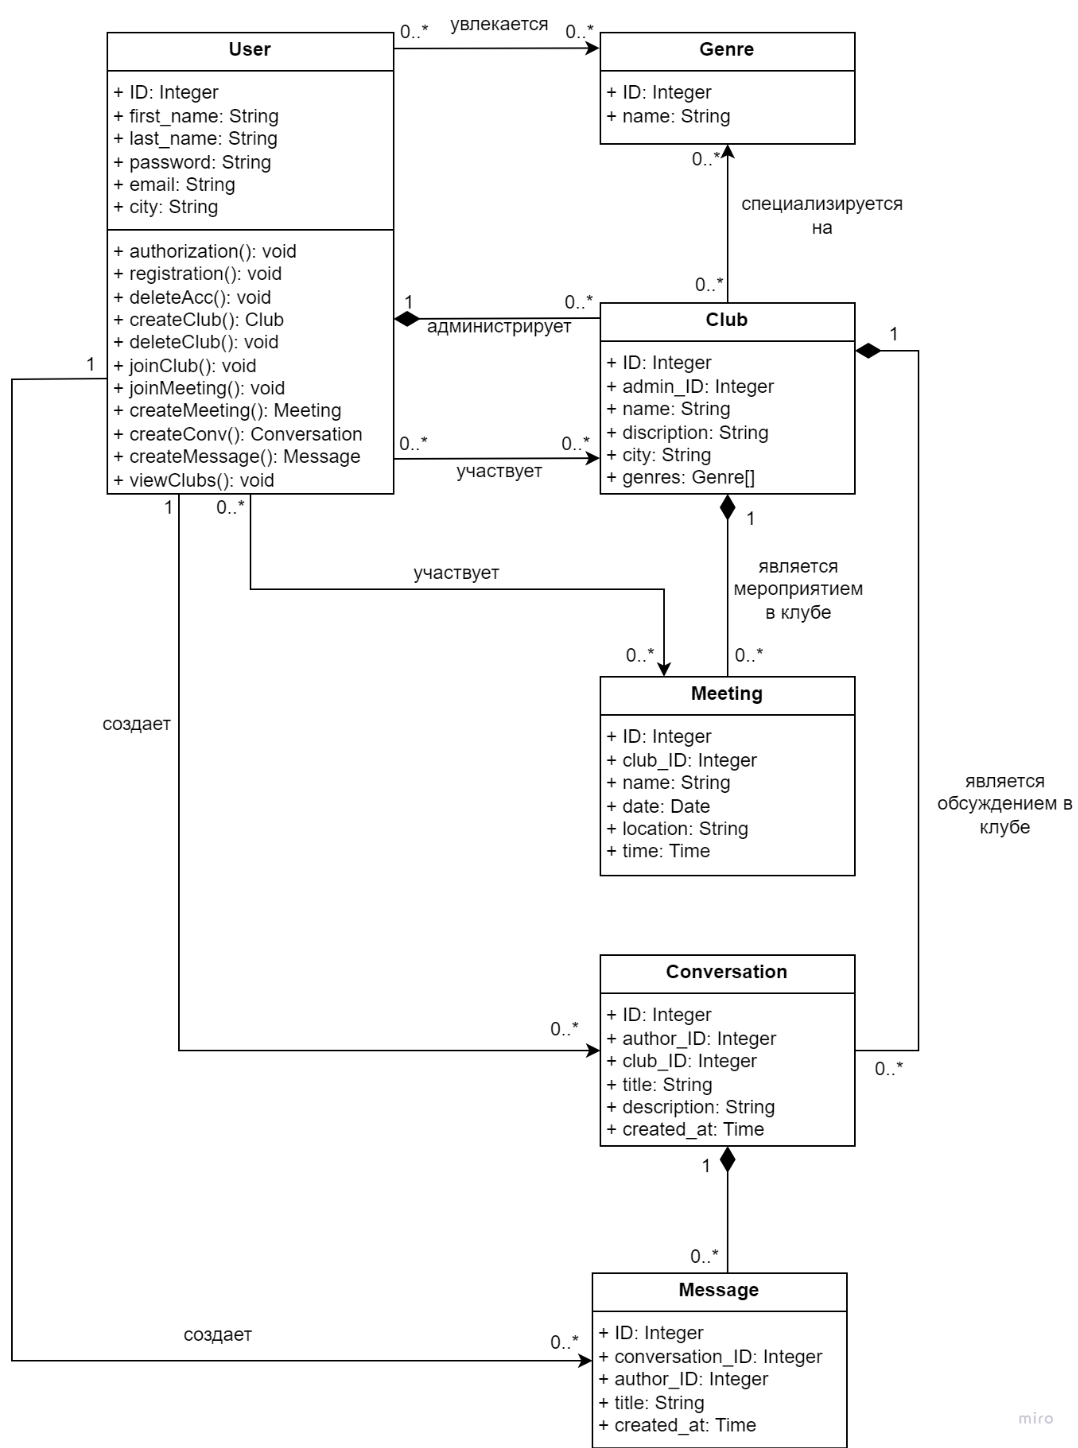 увлекается
0..*
0..*
User
+ ID: Integer
+ first_name: String
+ last_name: String
+ password: String
+ email: String
+ city: String
+ authorization(): void
+ registration(): void
+ deleteAcc(): void
+ createClub(): Club
+ deleteClub(): void
+ joinClub(): void
+ joinMeeting(): void
+ createMeeting(): Meeting
+ createConv(): Conversation
+ createMessage(): Message
+ viewClubs(): void
Genre
+ ID: Integer
+ name: String
0..*
специализируется
на
0..*
1
0..*
администрирует
Club
+ ID: Integer
+ admin_ID: Integer
+ name: String
+ discription: String
+ city: String
+ genres: Genre[]
1
1
0..*
0..*
участвует
1
0..*
1
участвует
является
мероприятием
в клубе
0..*
0..*
Meeting
+ ID: Integer
+ club_ID: Integer
+ name: String
+ date: Date
+ location: String
+ time: Time
создает
является
обсуждением в
клубе
Conversation
+ ID: Integer
+ author_ID: Integer
+ club_ID: Integer
+ title: String
+ description: String
+ created_at: Time
0..*
0..*
1
0..*
Message
+ ID: Integer
+ conversation_ID: Integer
+ author_ID: Integer
+ title: String
+ created_at: Time
создает
0..*
miro